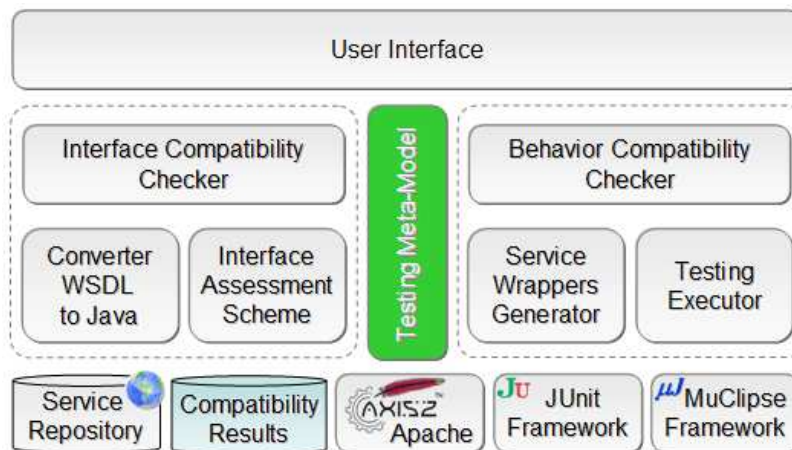 User Interface
Interface Compatibility
Checker
Converter
WSDL
to Java
Interface
Assessment
Scheme
Testing Meta-Model
Behavior Compatibility
Checker
Service
Wrappers
Generator
Testing
Executor
Service
Repository
Compatibility
Results
AXIS2™
Apache
JU JUnit
Framework
µJ MuClipse
Framework